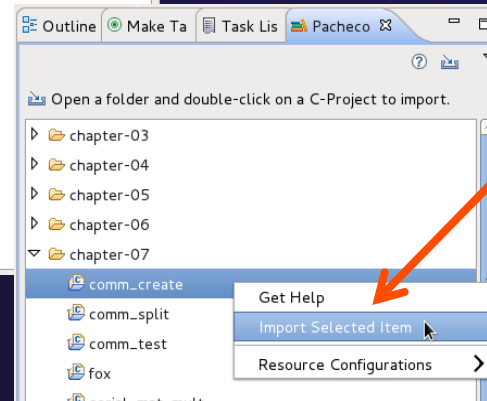 Outline Make Ta Task Lis Pacheco
Open a folder and double-click on a C-Project to import.
chapter-03
chapter-04
chapter-05
chapter-06
chapter-07
comm_create
Get Help
comm_split
Import Selected Item
comm_test
Resource Configurations
fox